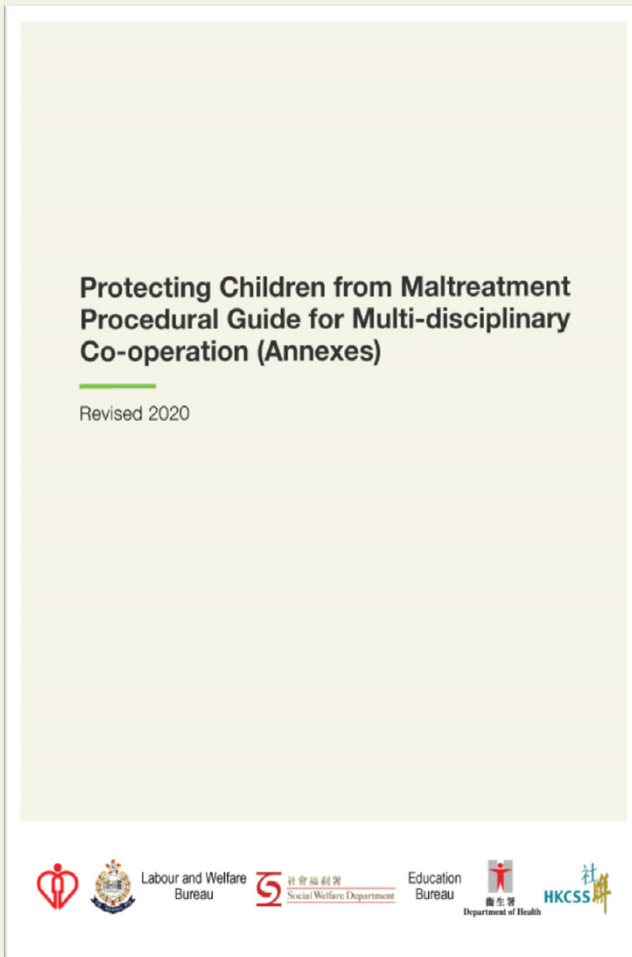 Protecting Children from Maltreatment
Procedural Guide for Multi-disciplinary
Co-operation (Annexes)
Revised 2020
Labour and Welfare
Bureau
社會福利署
Social Welfare Department
Education
Bureau
衞生署
Department of Health
社聯
HKCSS